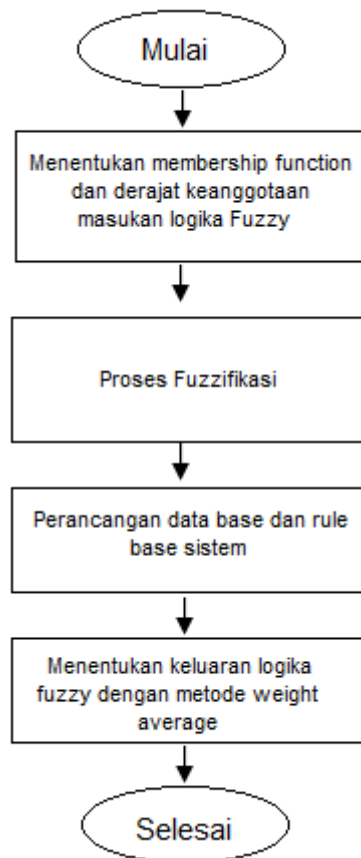 Mulai
Menentukan membership function
dan derajat keanggotaan
masukan logika Fuzzy
Proses Fuzzifikasi
Perancangan data base dan rule
base sistem
Menentukan keluaran logika
fuzzy dengan metode weight
average
Selesai